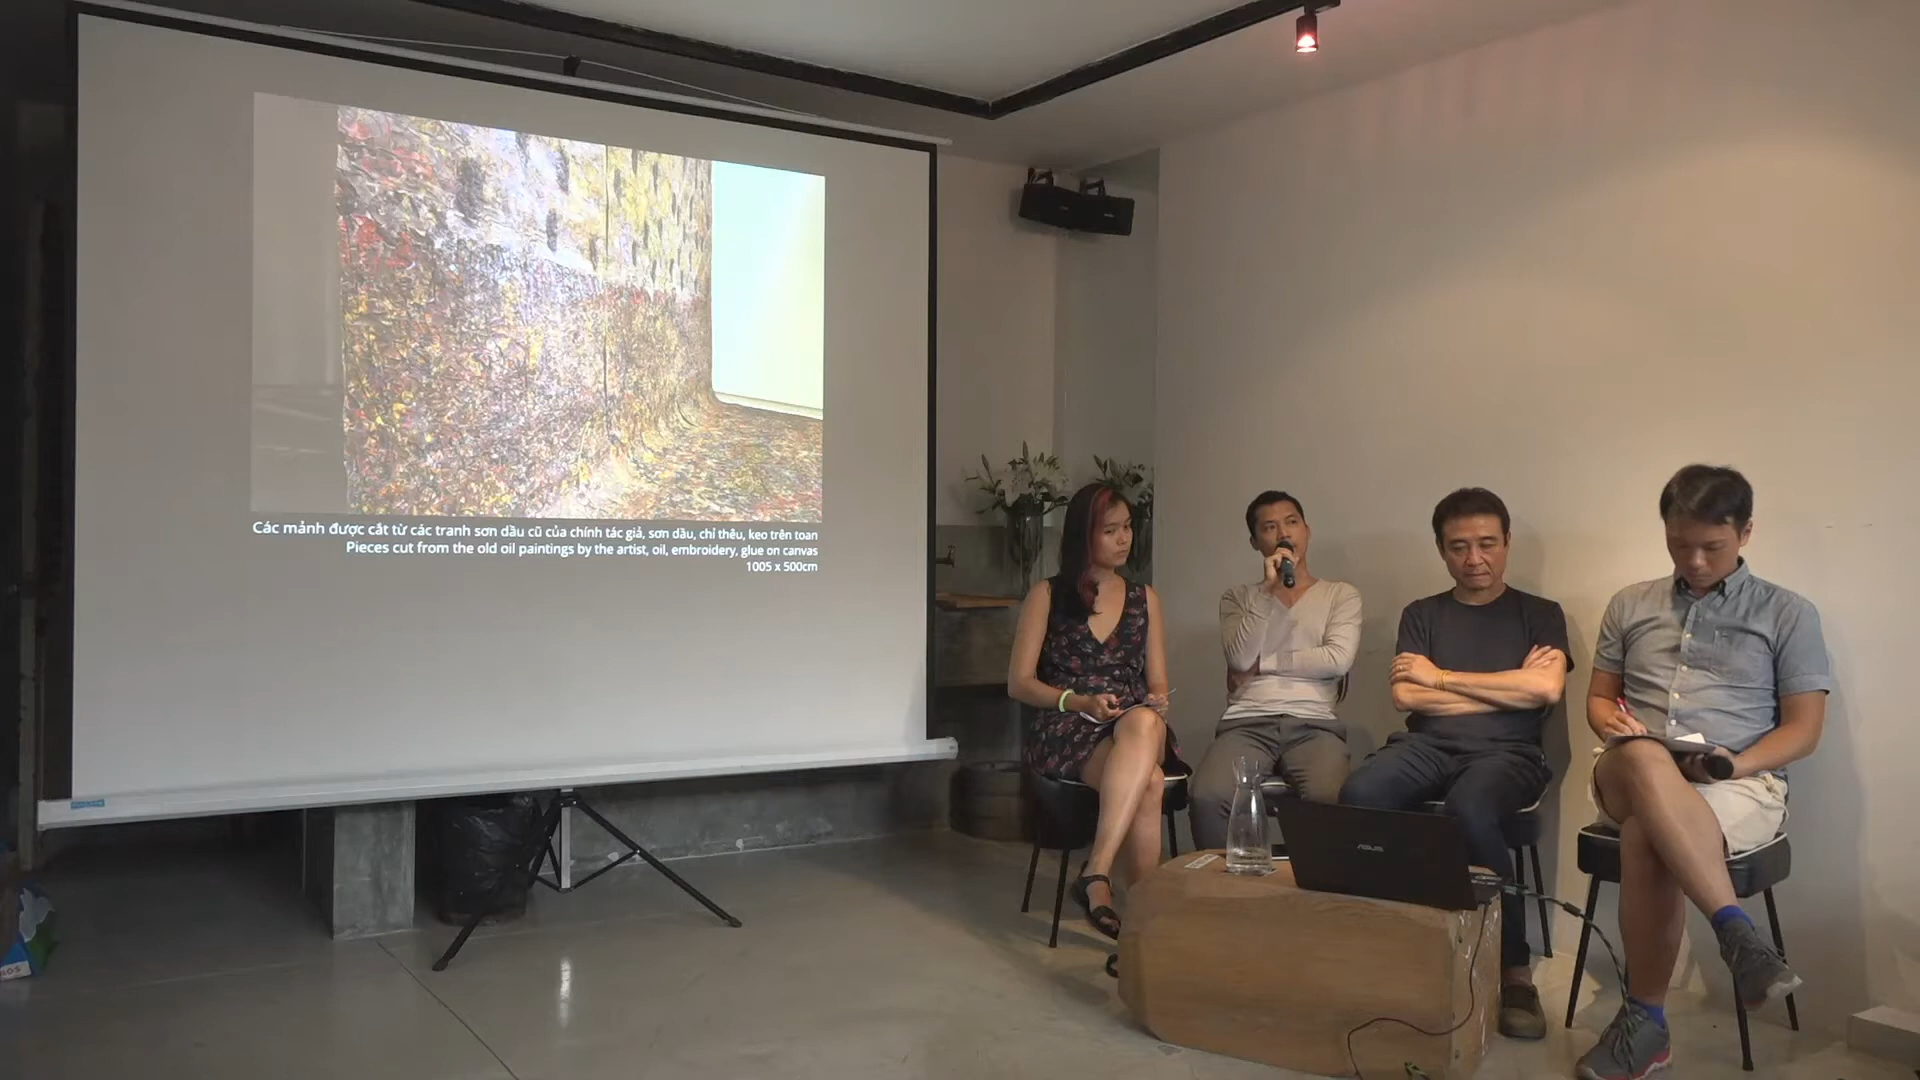 Các mảnh được cắt từ các tranh sơn dầu cũ của chính tác giả, sơn dầu, chỉ thêu, keo trên toan
Pieces cut from the old oil paintings by the artist, oil, embroidery, glue on canvas
1005 x 500cm
ASUS